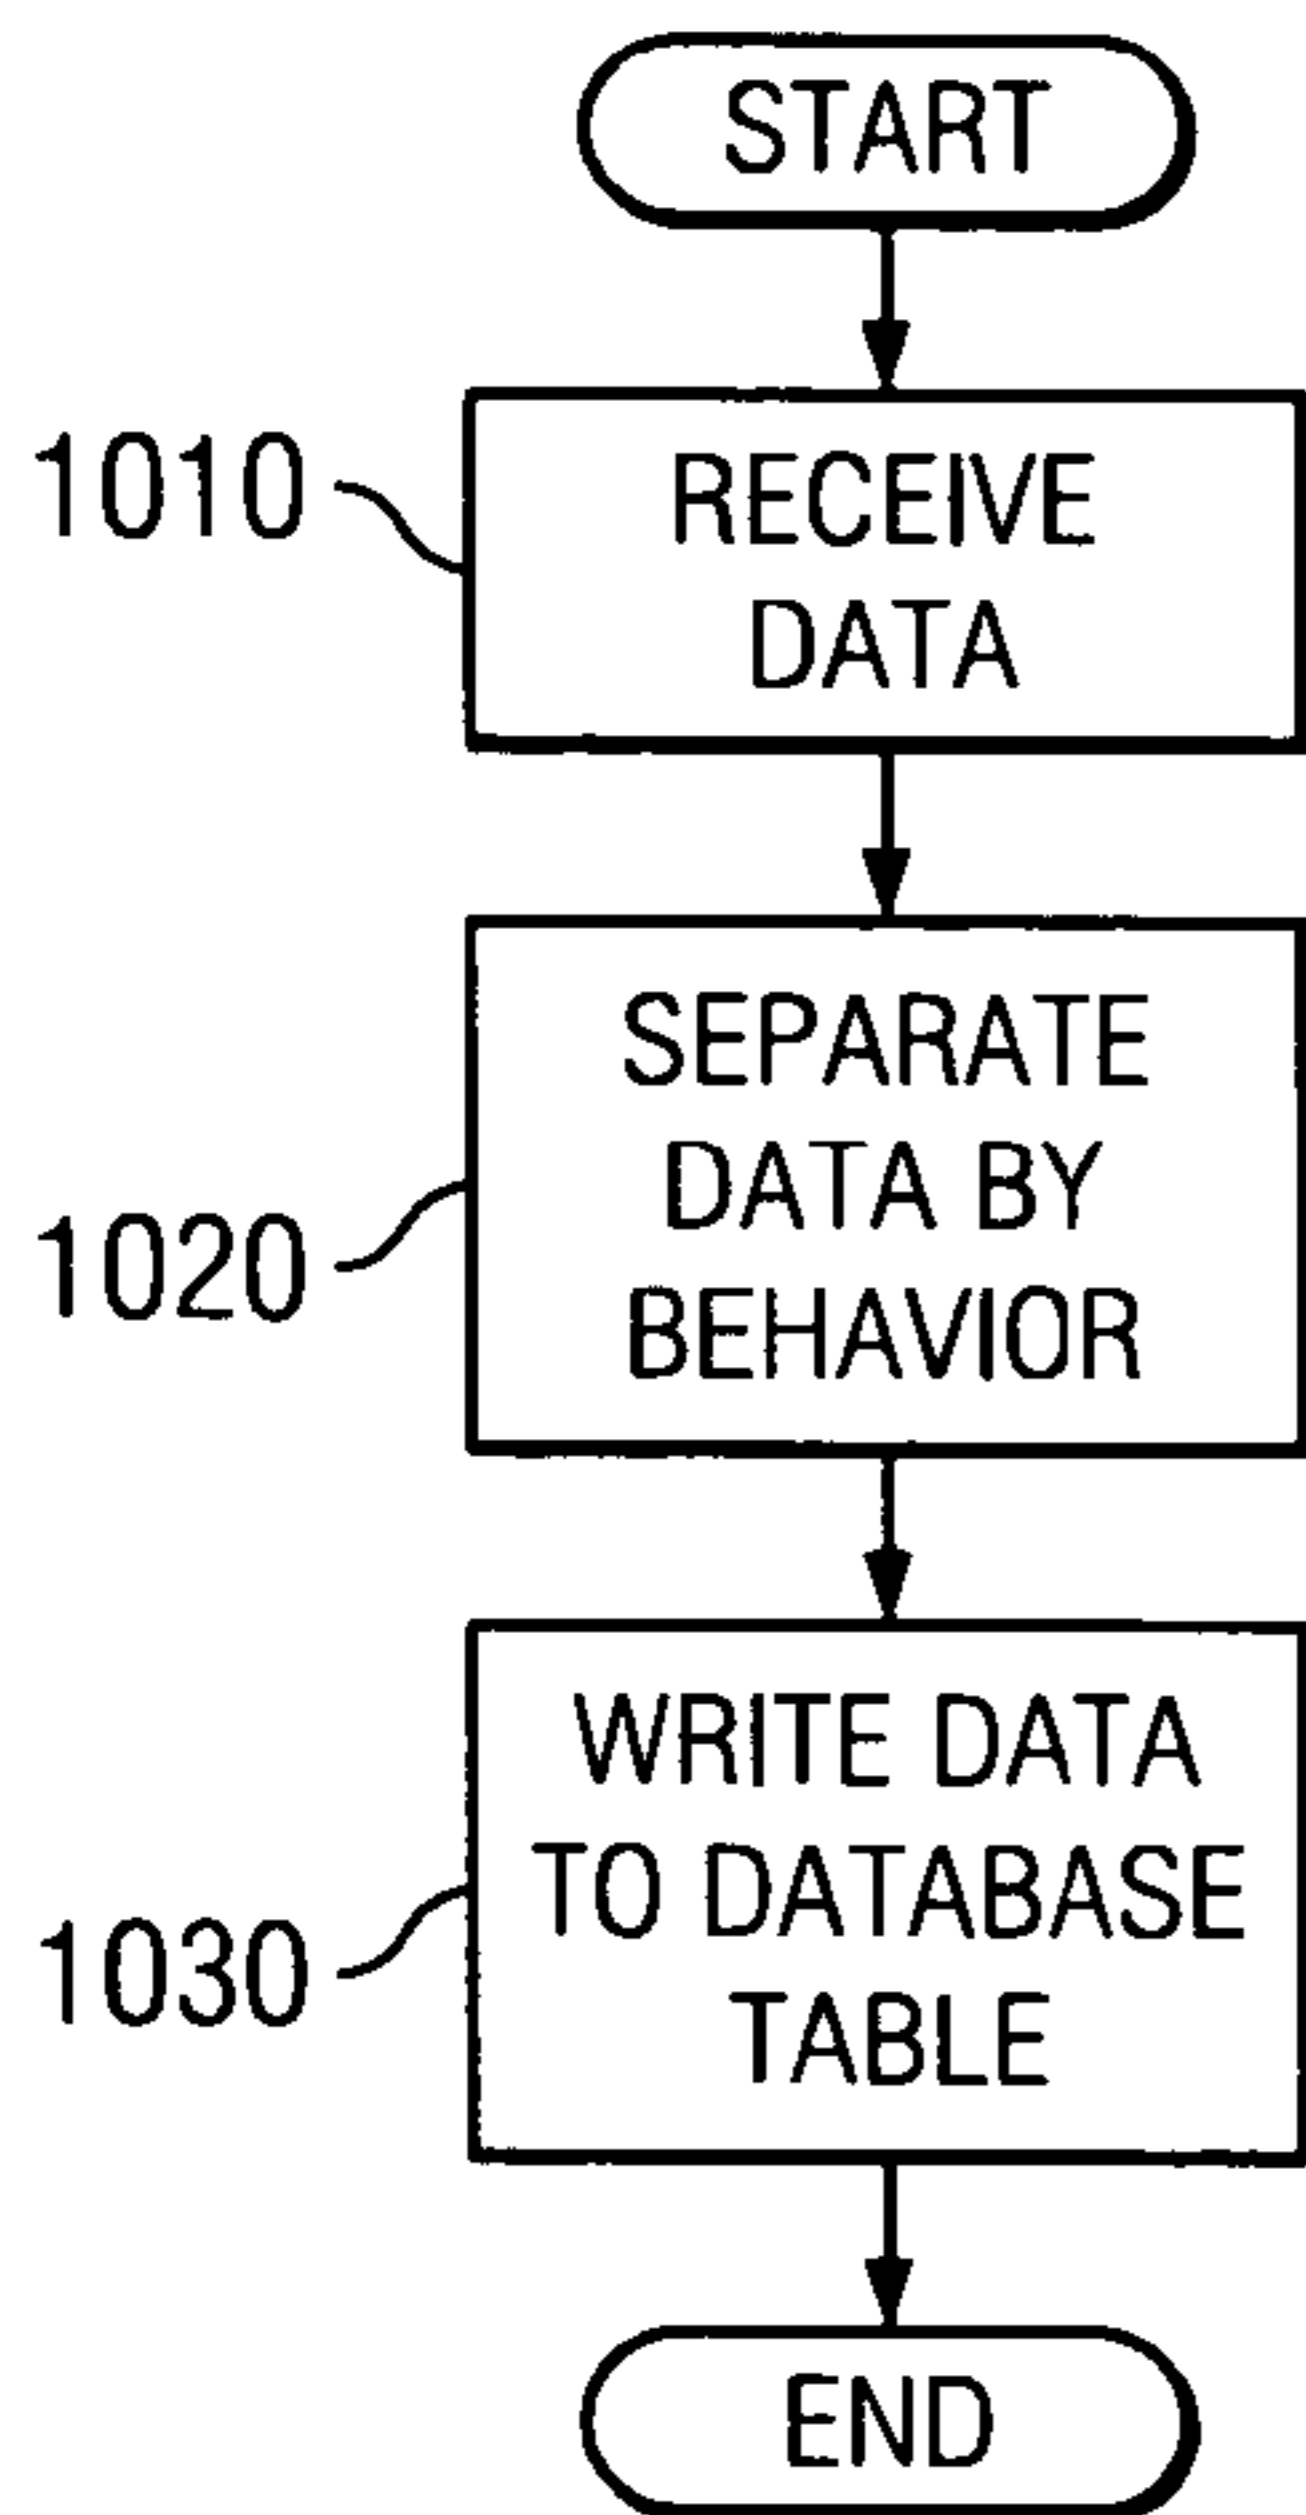 START
1010
RECEIVE
DATA
1020
SEPARATE
DATA BY
BEHAVIOR
1030
WRITE DATA
TO DATABASE
TABLE
END